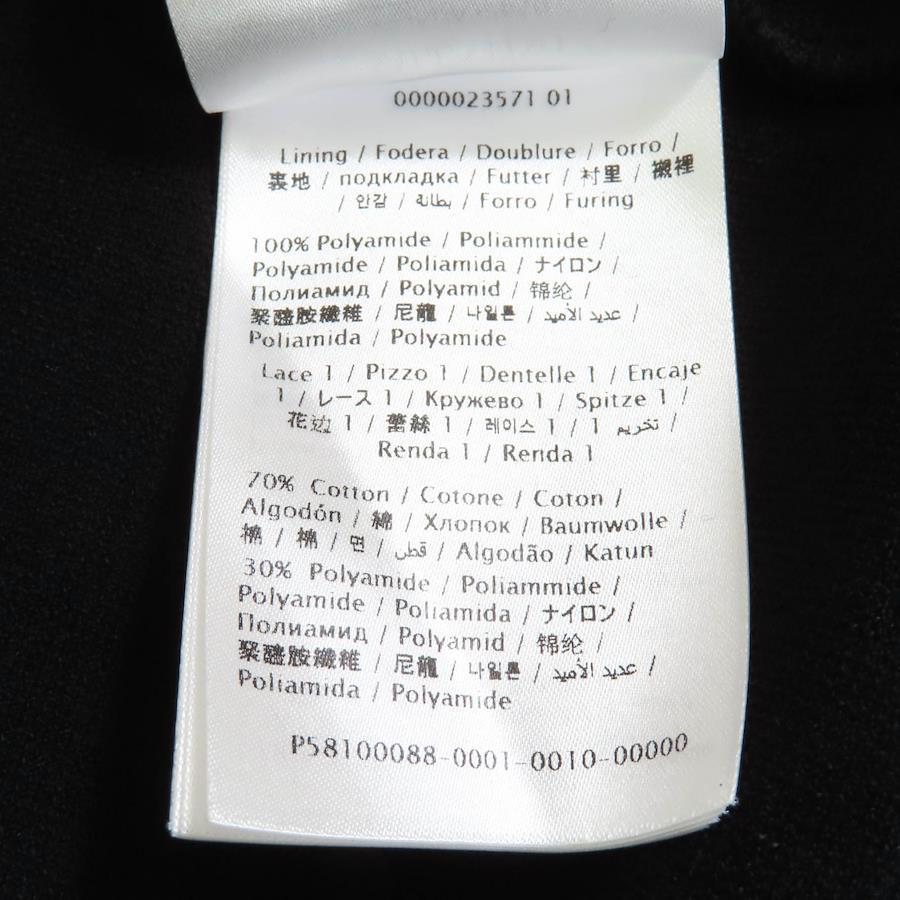 0000023571 01
Lining / Fodera / Doublure / Forro /
裏地 / подкладка / Futter / 衬里 / 襯裡
/ 안감 / بطانة / Forro / Furing
100% Polyamide / Poliammide /
Polyamide / Poliamida / ナイロン /
Полиамид / Polyamid / 锦纶 /
聚醯胺纖維 / 尼龍 / 나일론 / عديد الأميد /
Poliamida / Polyamide
Lace 1 / Pizzo 1 / Dentelle 1 / Encaje
1 / レース 1 / Кружево 1 / Spitze 1 /
花边 1 / 蕾絲 1 / 레이스 1 / تخريم 1 /
Renda 1 / Renda 1
70% Cotton / Cotone / Coton /
Algodón / 綿 / Хлопок / Baumwolle /
棉 / 棉 / 면 / قطن / Algodão / Katun
30% Polyamide / Poliammide /
Polyamide / Poliamida / ナイロン /
Полиамид / Polyamid / 锦纶 /
聚醯胺纖維 / 尼龍 / 나일론 / عديد الأميد /
Poliamida / Polyamide
P58100088-0001-0010-00000